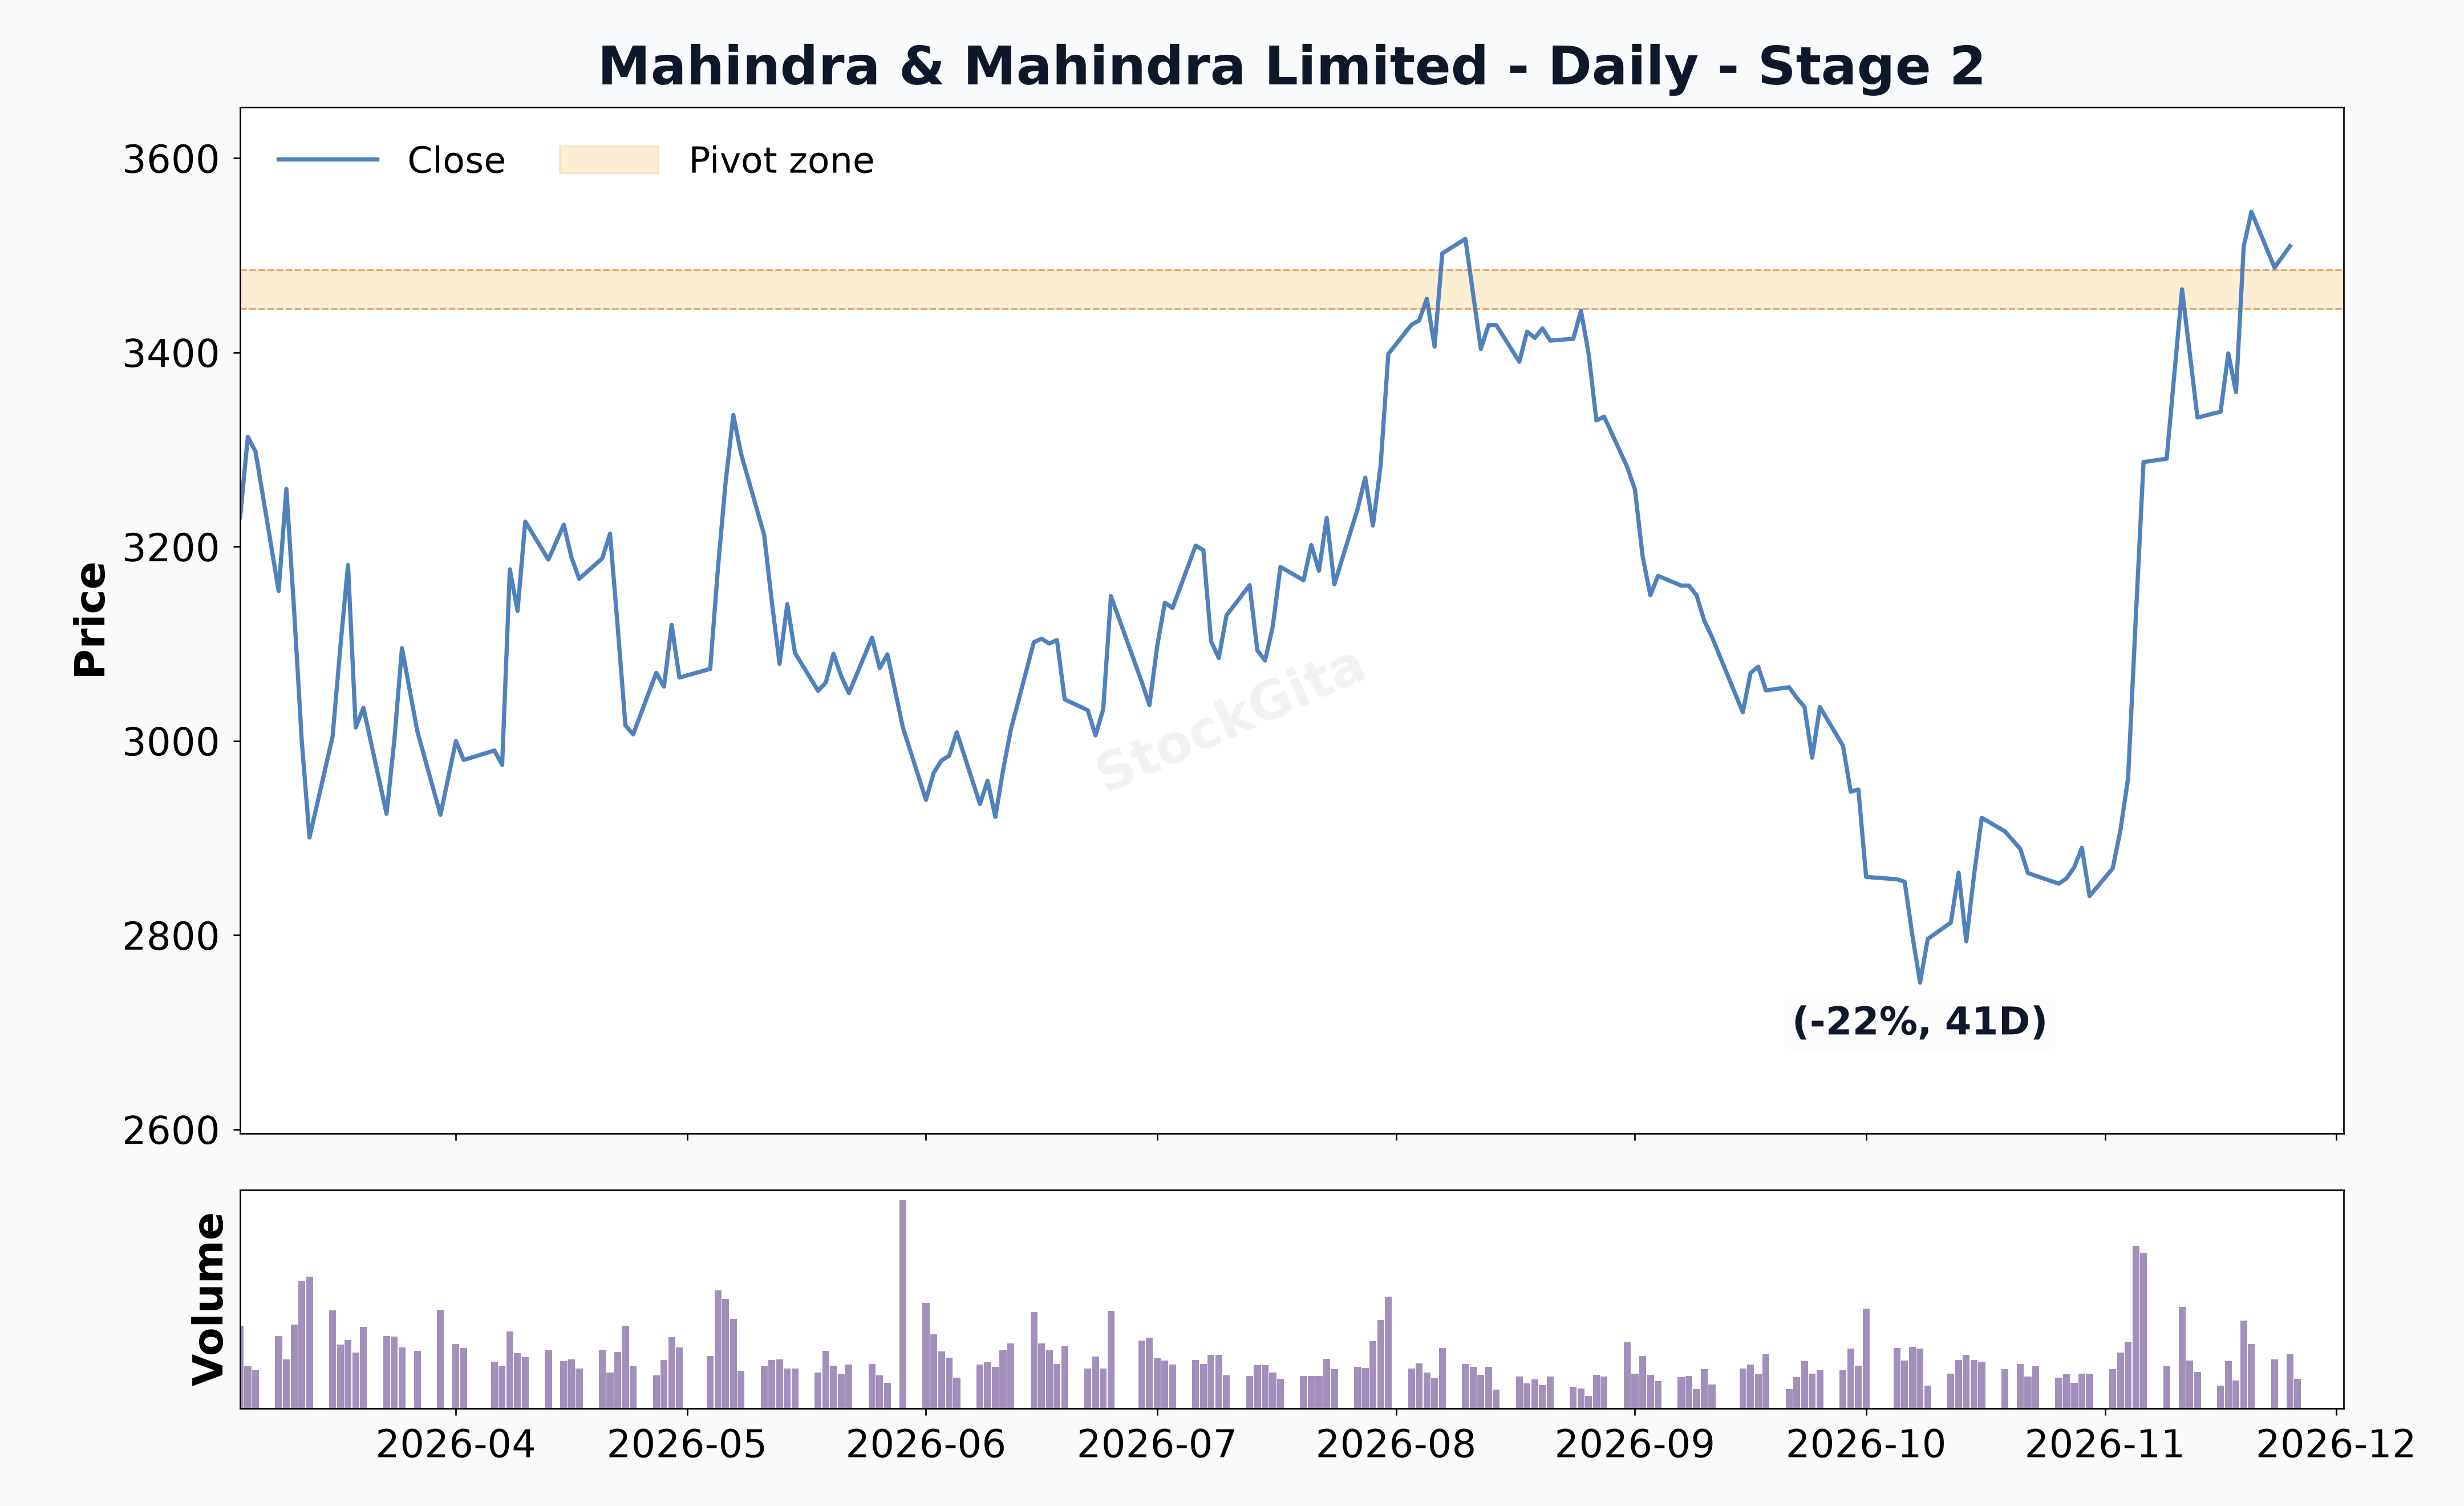 Mahindra & Mahindra Limited - Daily - Stage 2
Close
Pivot zone
3600
3400
3200
3000
2800
2600
Price
StockGita
(-22%, 41D)
Volume
2026-04
2026-05
2026-06
2026-07
2026-08
2026-09
2026-10
2026-11
2026-12